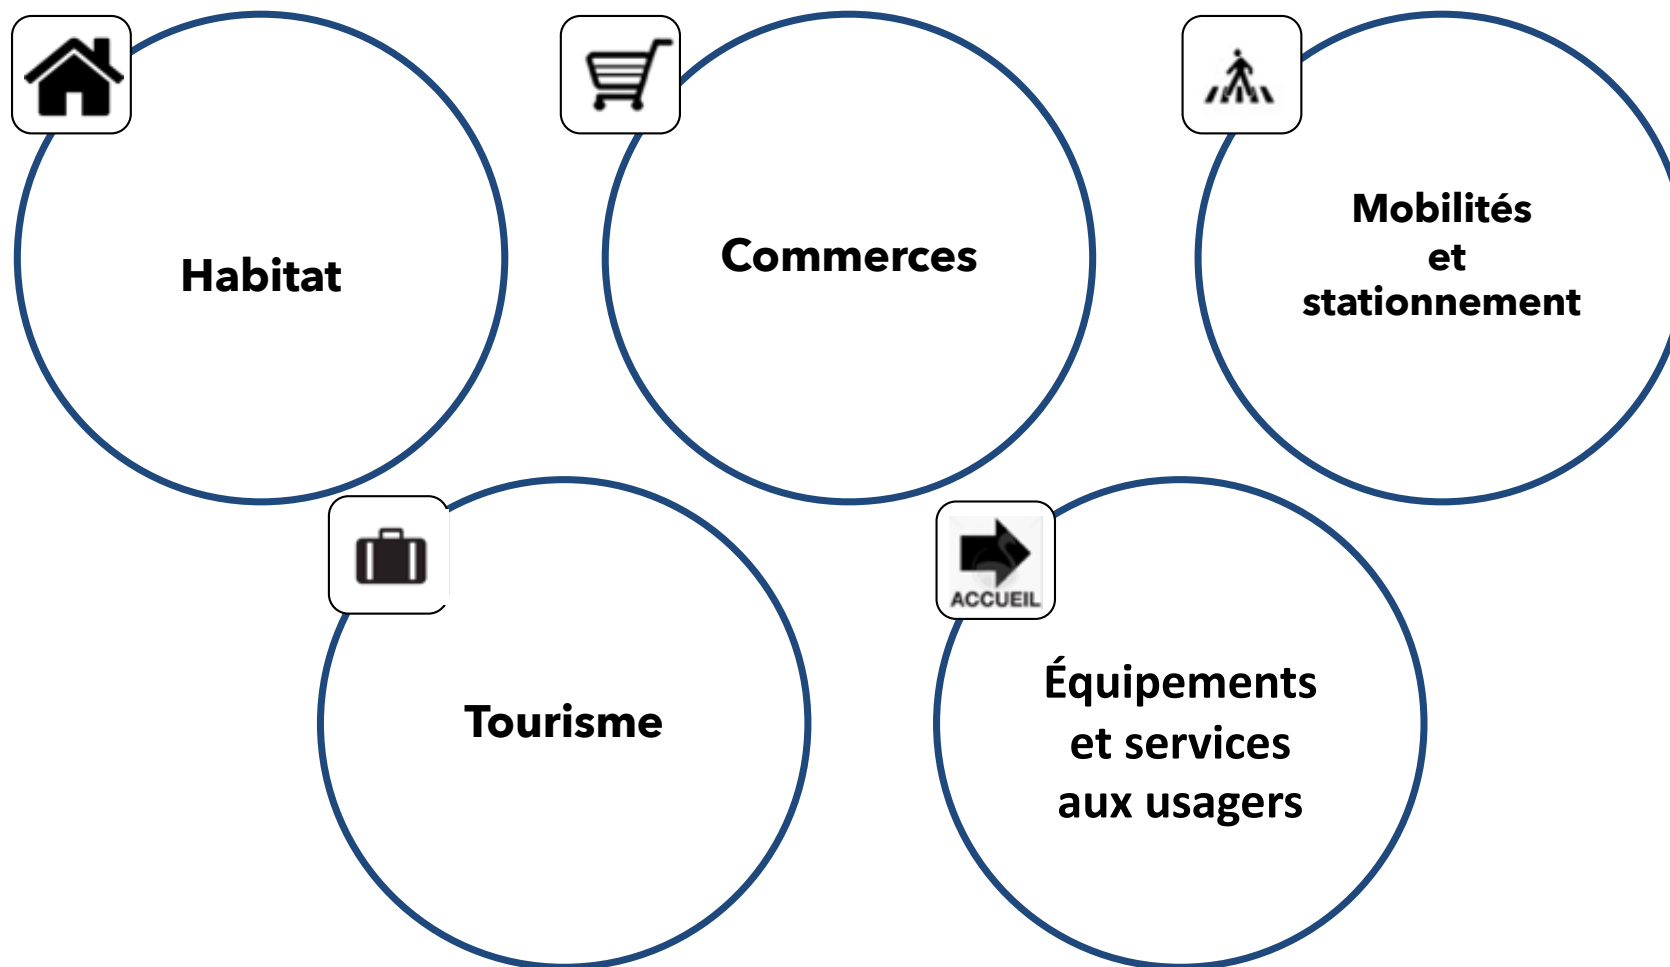 Habitat
Commerces
Mobilités
et
stationnement
Tourisme
ACCUEIL
Équipements
et services
aux usagers